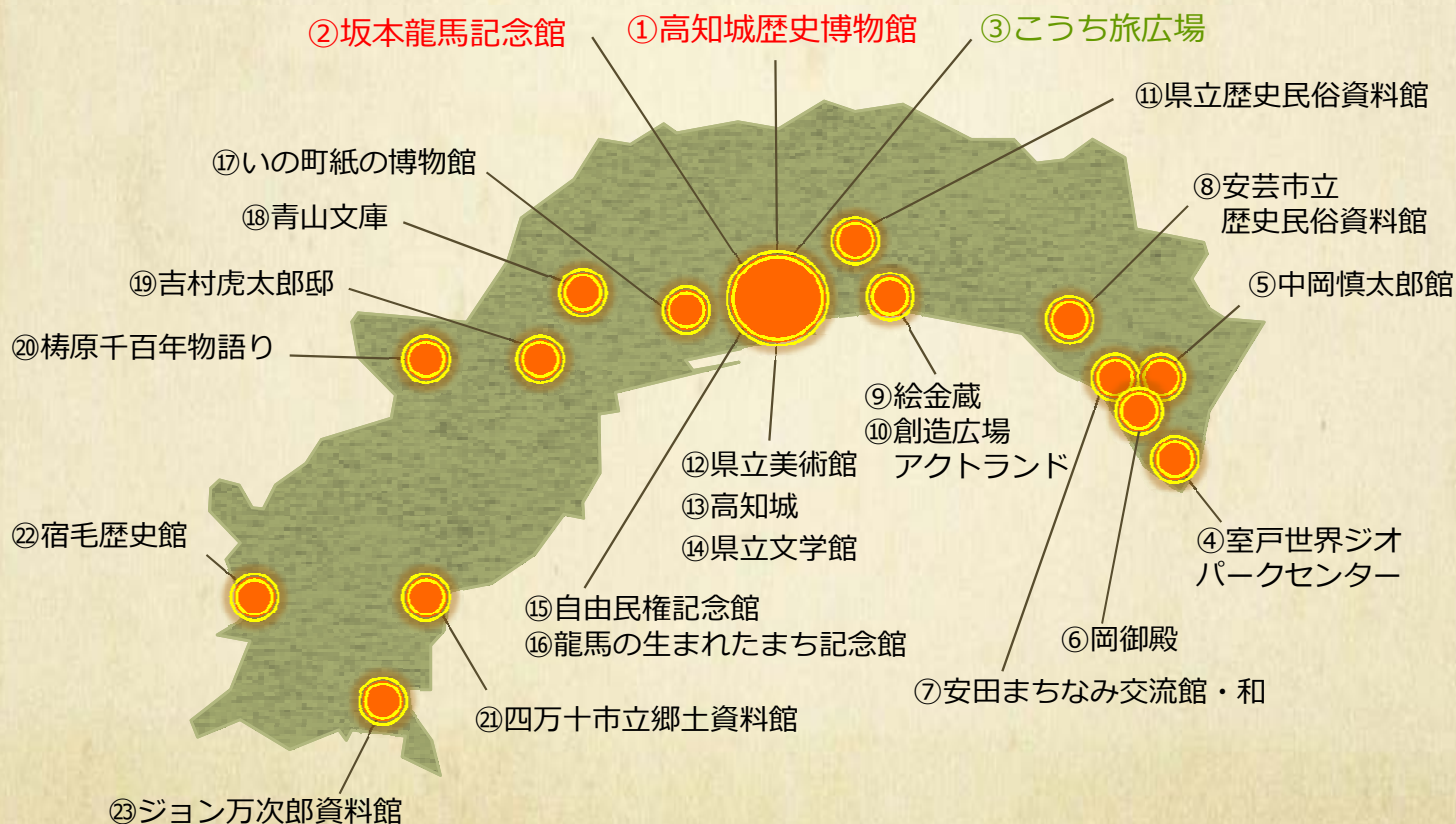 ②坂本龍馬記念館
①高知城歴史博物館
③こうち旅広場
⑪県立歴史民俗資料館
⑰いの町紙の博物館
⑧安芸市立
歴史民俗資料館
⑱青山文庫
⑲吉村虎太郎邸
⑤中岡慎太郎館
⑳梼原千百年物語り
⑨絵金蔵
⑩創造広場
アクトランド
⑫県立美術館
⑬高知城
⑭県立文学館
㉒宿毛歴史館
④室戸世界ジオ
パークセンター
⑮自由民権記念館
⑯龍馬の生まれたまち記念館
⑥岡御殿
⑦安田まちなみ交流館・和
㉑四万十市立郷土資料館
㉓ジョン万次郎資料館